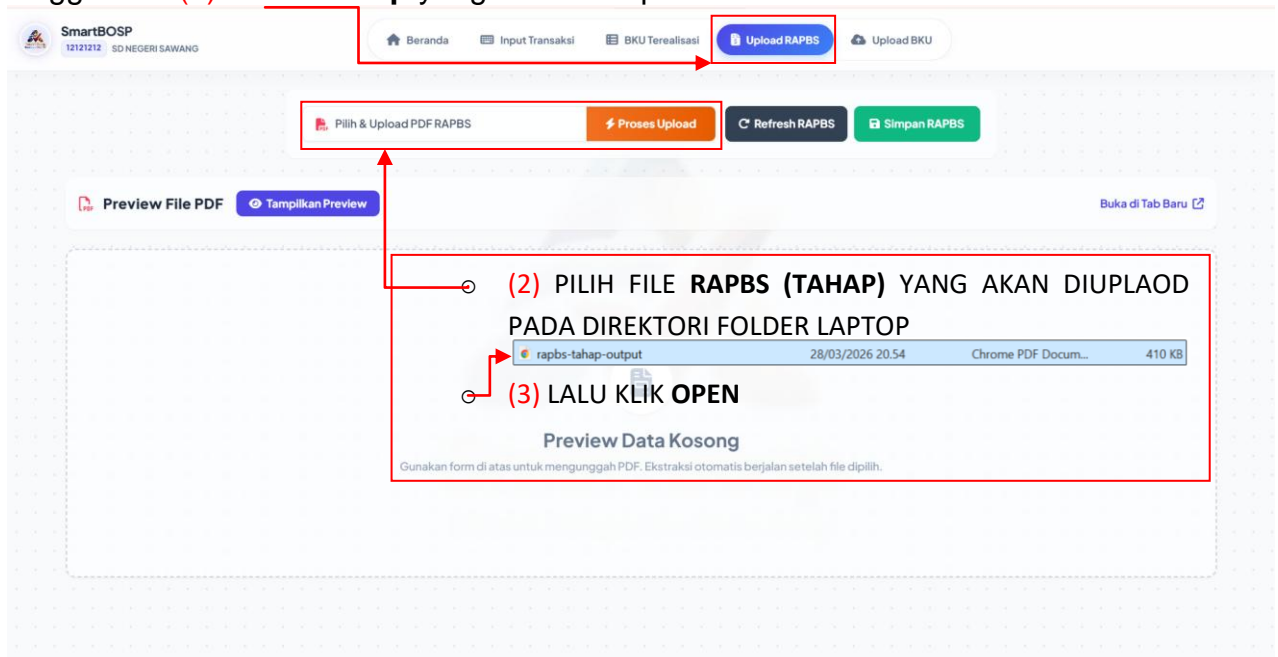 SmartBOSP
12121212 SD NEGERI SAWANG
Beranda Input Transaksi BKU Terealisasi Upload RAPBS Upload BKU
Pilih & Upload PDF RAPBS Proses Upload Refresh RAPBS Simpan RAPBS
Preview File PDF Tampilkan Preview Buka di Tab Baru
(2) PILIH FILE RAPBS (TAHAP) YANG AKAN DIUPLAOD
PADA DIREKTORI FOLDER LAPTOP
rapbs-tahap-output 28/03/2026 20.54 Chrome PDF Docum... 410 KB
(3) LALU KLIK OPEN
Preview Data Kosong
Gunakan form di atas untuk mengunggah PDF. Ekstraksi otomatis berjalan setelah file dipilih.